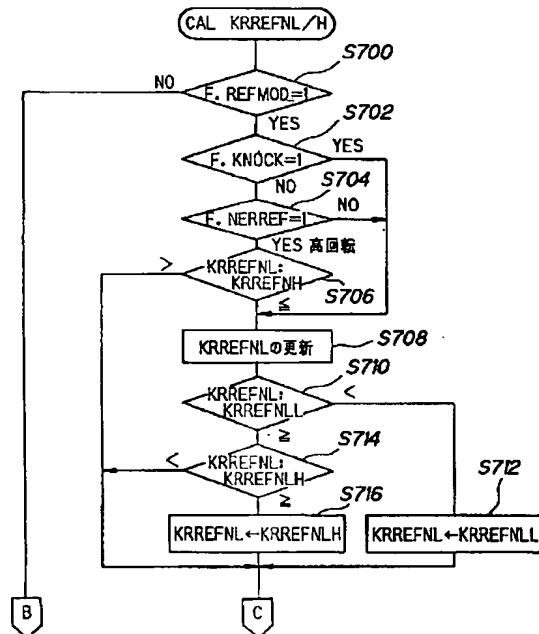 CAL KRREFNL/H
S700
NO
F.REFMOD=1
S702
YES
YES
F.KNOCK=1
S704
NO
NO
F.NERREF=1
YES 高回転
>
KRREFNL:
KRREFNH
S706
≦
KRREFNLの更新
S708
S710
KRREFNL:
KRREFNLL
<
≧
S714
<
KRREFNL:
KRREFNLH
S712
≧
S716
KRREFNL←KRREFNLH
KRREFNL←KRREFNLL
B
C